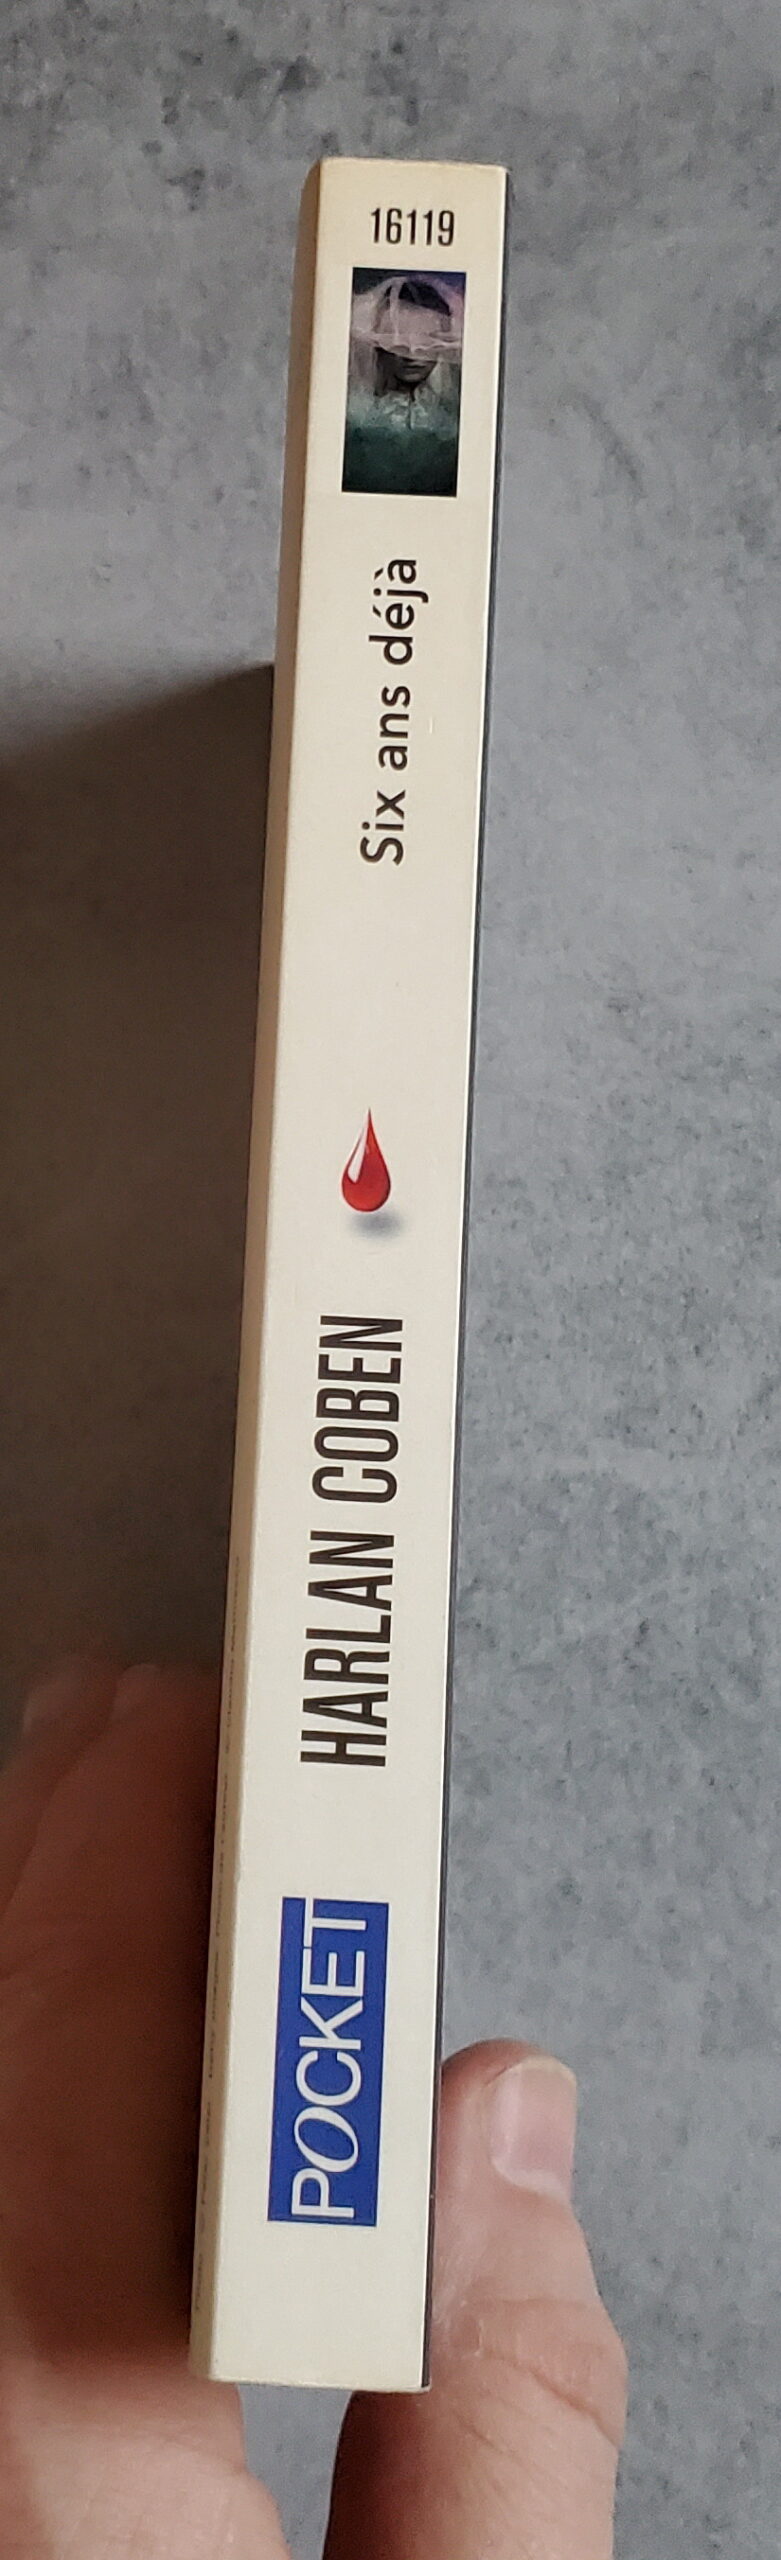 16119
Six ans déjà
HARLAN COBEN
POCKET